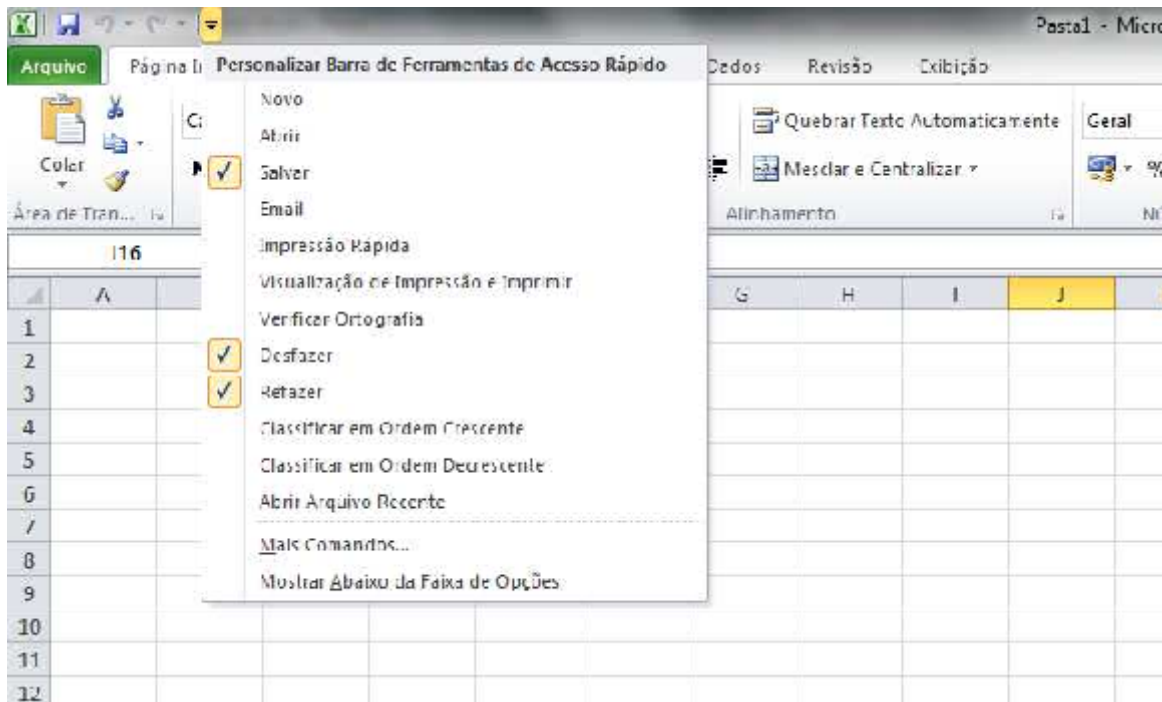 Pasta1 - Micro
Arquivo Página I Dados Revisão Exibição
Personalizar Barra de Ferramentas de Acesso Rápido
Novo
Abrir
Salvar
Email
Impressão Rápida
Visualização de Impressão e Imprimir
Verificar Ortografia
Desfazer
Refazer
Classificar em Ordem Crescente
Classificar em Ordem Decrescente
Abrir Arquivo Recente
Mais Comandos...
Mostrar Abaixo da Faixa de Opções
Colar
Quebrar Texto Automaticamente
Geral
Mesclar e Centralizar
%
Área de Tran... Alinhamento
A G H I J
1
2
3
4
5
6
7
8
9
10
11
12